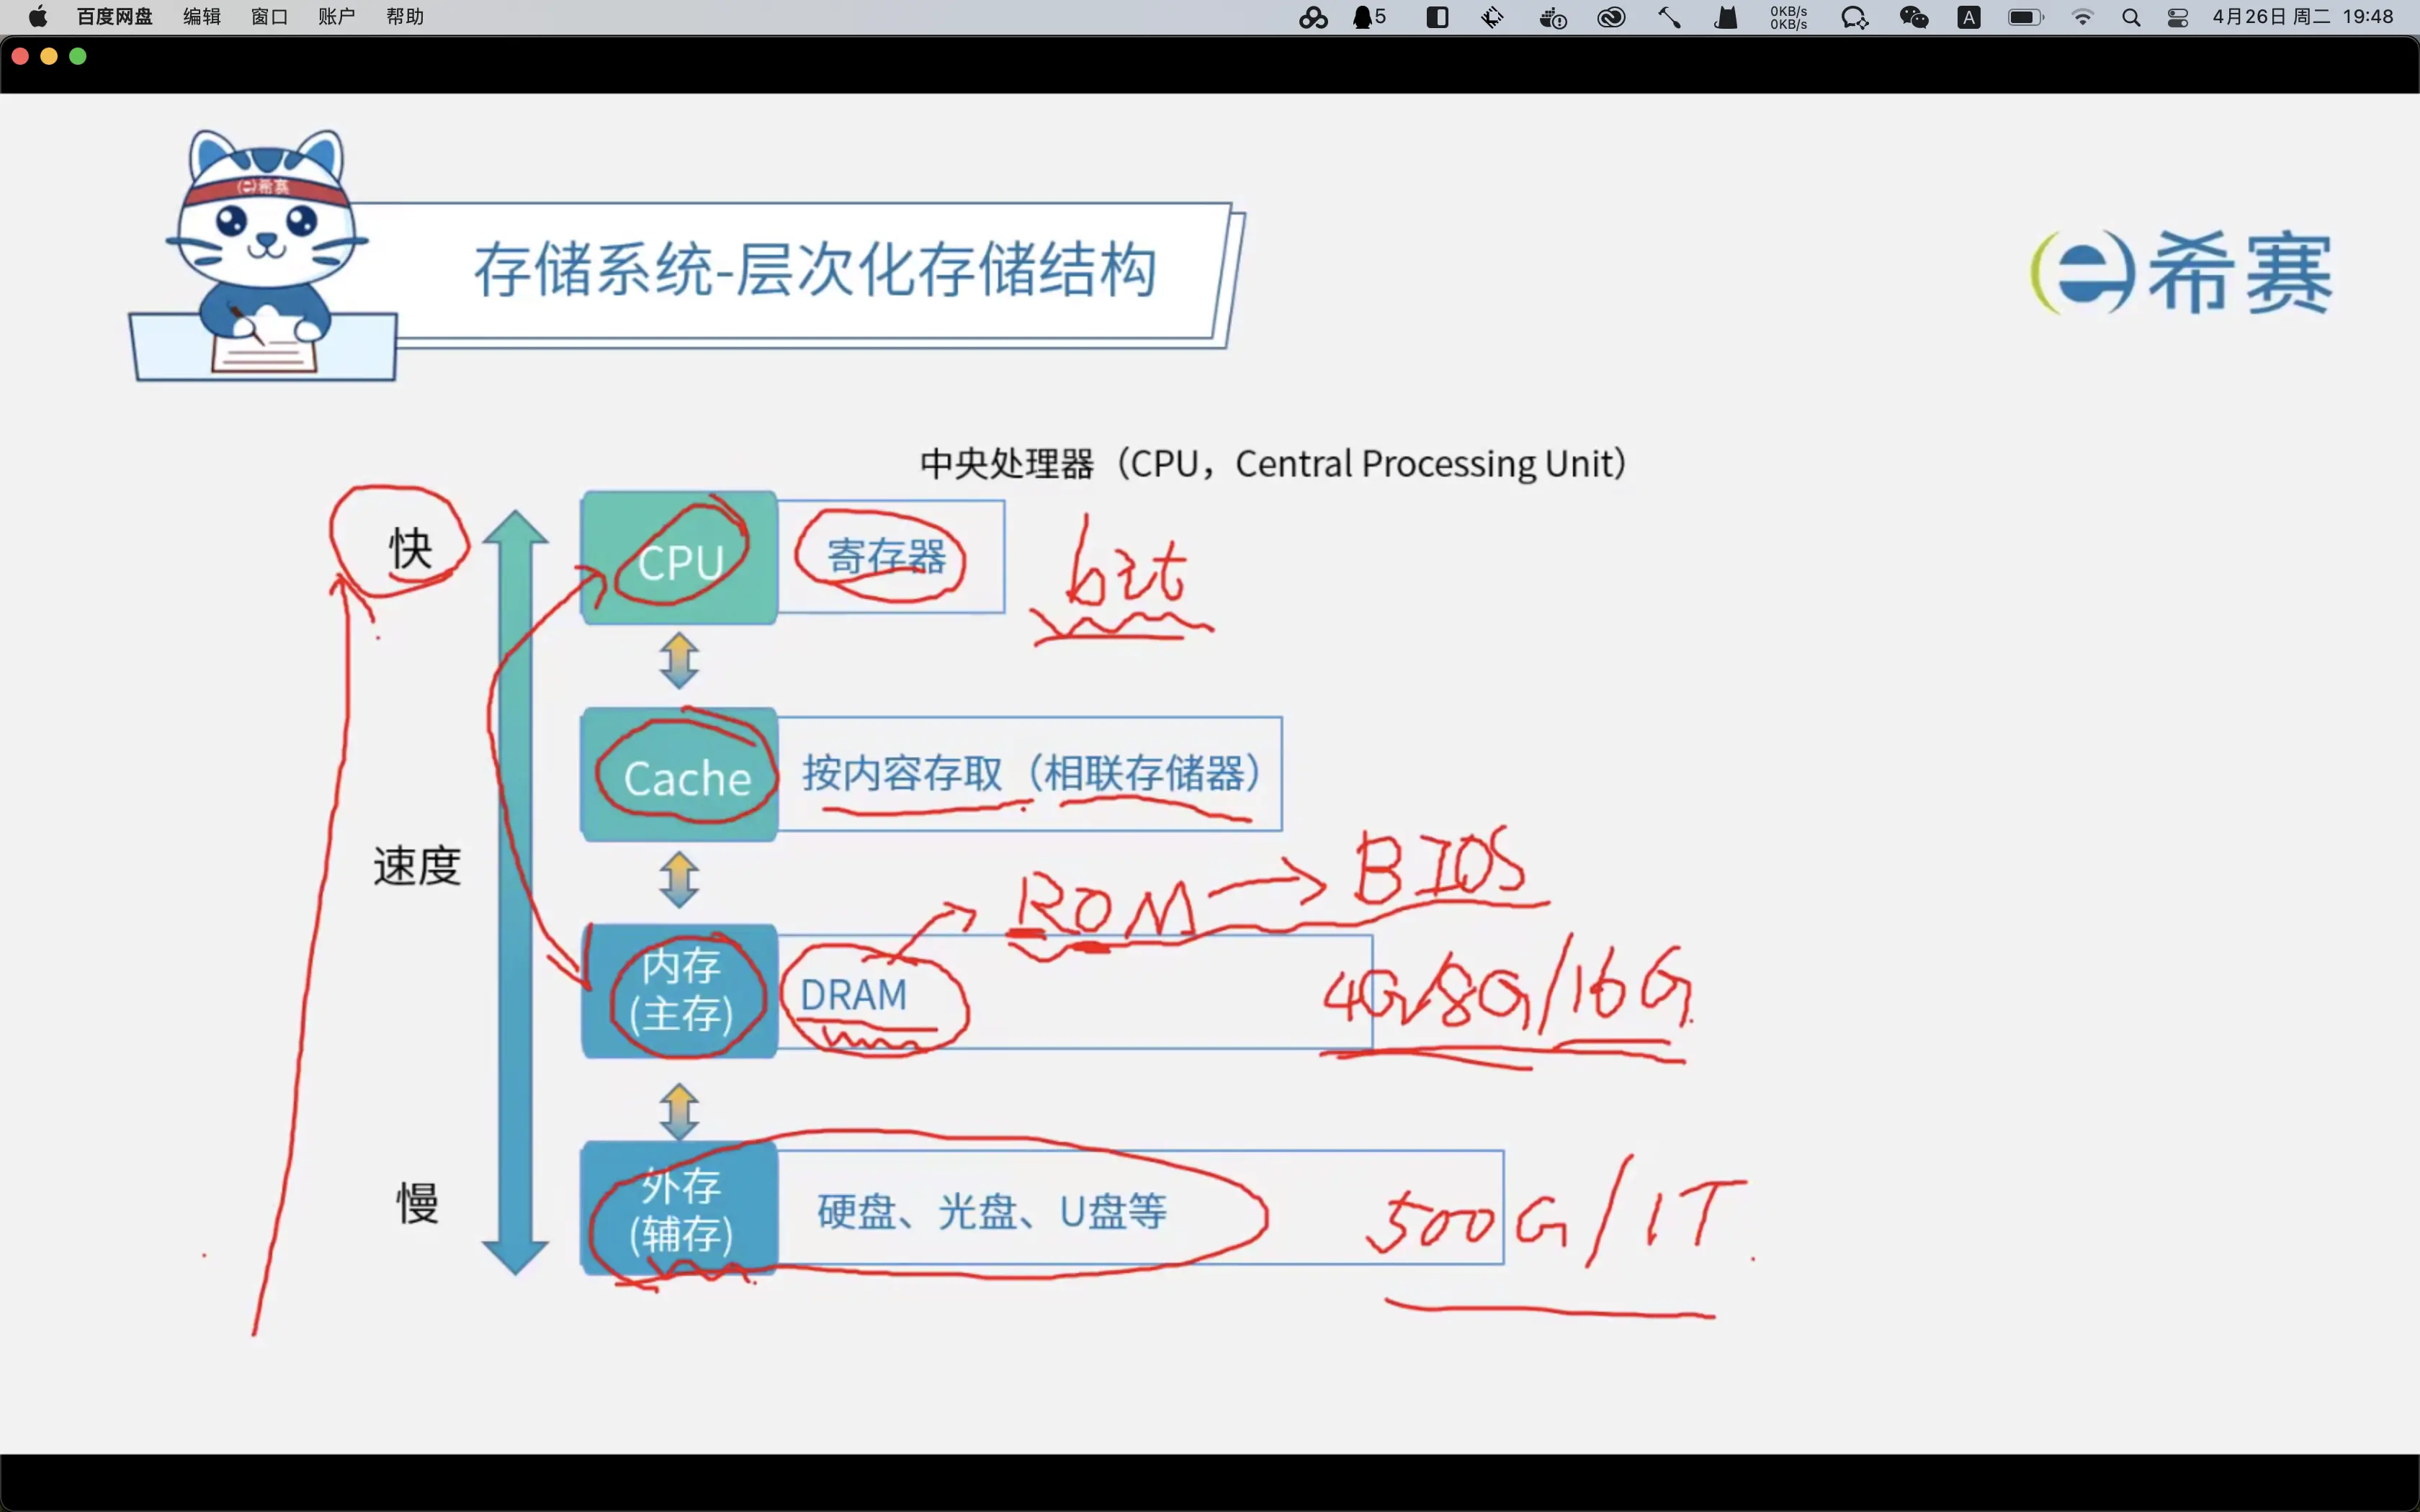 百度网盘 编辑 窗口 账户 帮助 5 0KB/s 0KB/s A 4月26日 周二 19:48
希赛
存储系统-层次化存储结构
希赛
中央处理器（CPU，Central Processing Unit）
快 CPU 寄存器 bit
Cache 按内容存取（相联存储器）
速度
ROM BIOS
内存
(主存)
DRAM 4G/8G/16G
慢
外存
(辅存)
硬盘、光盘、U盘等 500G/1T